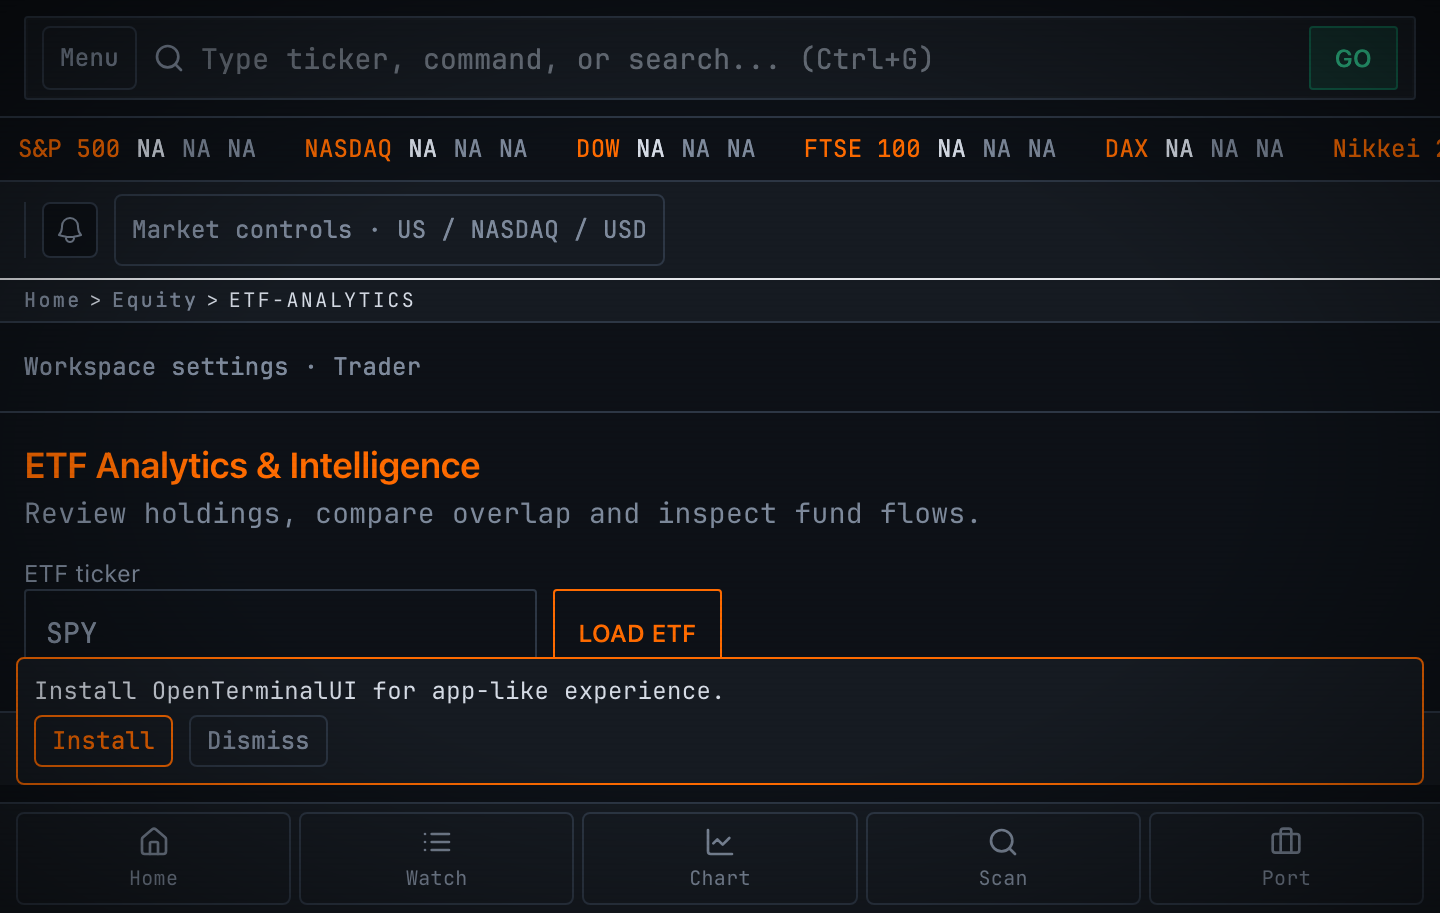 Menu Type ticker, command, or search... (Ctrl+G) GO
S&P 500 NA NA NA NASDAQ NA NA NA DOW NA NA NA FTSE 100 NA NA NA DAX NA NA NA Nikkei
Market controls · US / NASDAQ / USD
Home > Equity > ETF-ANALYTICS
Workspace settings · Trader
ETF Analytics & Intelligence
Review holdings, compare overlap and inspect fund flows.
ETF ticker
SPY LOAD ETF
Install OpenTerminalUI for app-like experience.
Install Dismiss
Home Watch Chart Scan Port